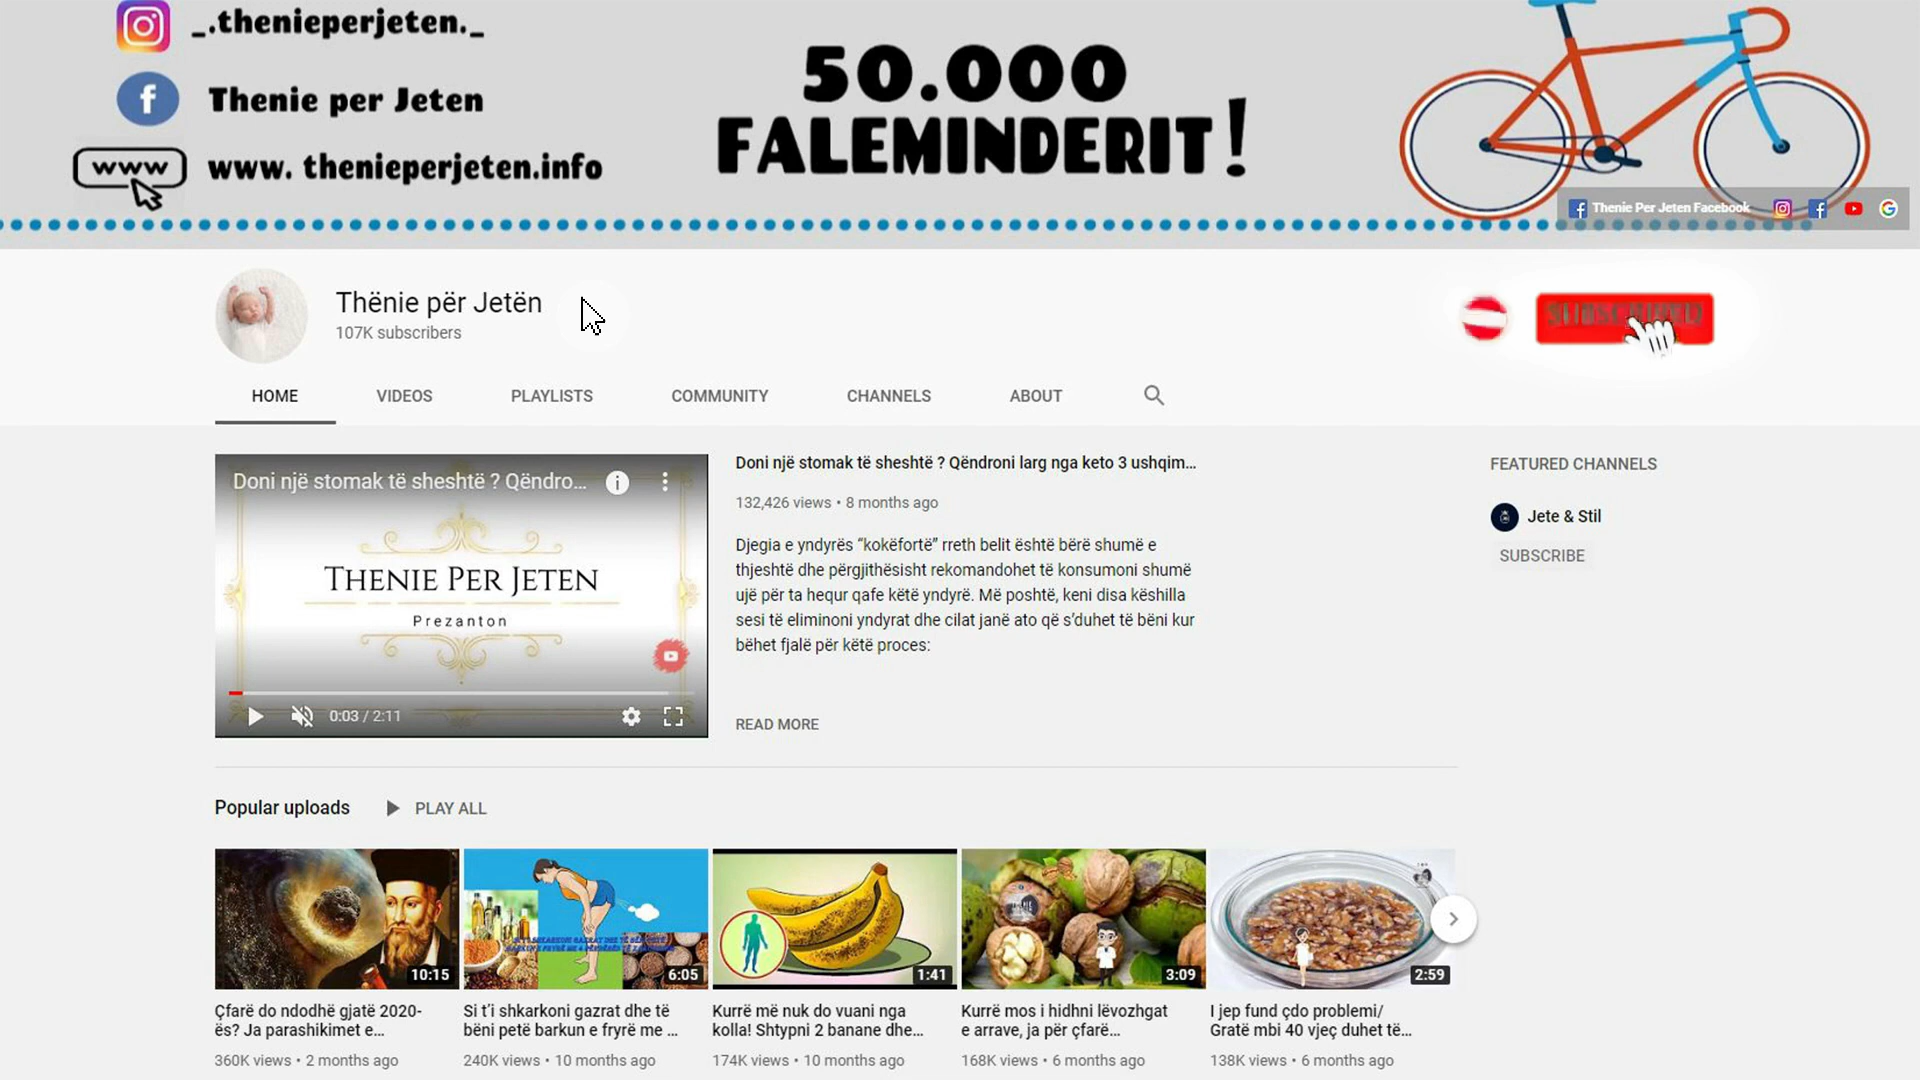 _.thenieperjeten._
Thenie per Jeten
www
www. thenieperjeten.info
50.000
FALEMINDERIT!
Thenie Per Jeten Facebook
Thënie për Jetën
107K subscribers
HOME
VIDEOS
PLAYLISTS
COMMUNITY
CHANNELS
ABOUT
Doni një stomak të sheshtë ? Qëndro...
THENIE PER JETEN
Prezanton
0:03 / 2:11
Doni një stomak të sheshtë ? Qëndroni larg nga keto 3 ushqim...
132,426 views • 8 months ago
Djegia e yndyrës “kokëfortë” rreth belit është bërë shumë e
thjeshtë dhe përgjithësisht rekomandohet të konsumoni shumë
ujë për ta hequr qafe këtë yndyrë. Më poshtë, keni disa këshilla
sesi të eliminoni yndyrat dhe cilat janë ato që s’duhet të bëni kur
bëhet fjalë për këtë proces:
READ MORE
FEATURED CHANNELS
Jete & Stil
SUBSCRIBE
Popular uploads
PLAY ALL
10:15
Çfarë do ndodhë gjatë 2020-
ës? Ja parashikimet e...
360K views • 2 months ago
6:05
Si t’i shkarkoni gazrat dhe të
bëni petë barkun e fryrë me ...
240K views • 10 months ago
1:41
Kurrë më nuk do vuani nga
kolla! Shtypni 2 banane dhe...
174K views • 10 months ago
3:09
Kurrë mos i hidhni lëvozhgat
e arrave, ja për çfarë...
168K views • 6 months ago
2:59
I jep fund çdo problemi/
Gratë mbi 40 vjeç duhet të...
138K views • 6 months ago